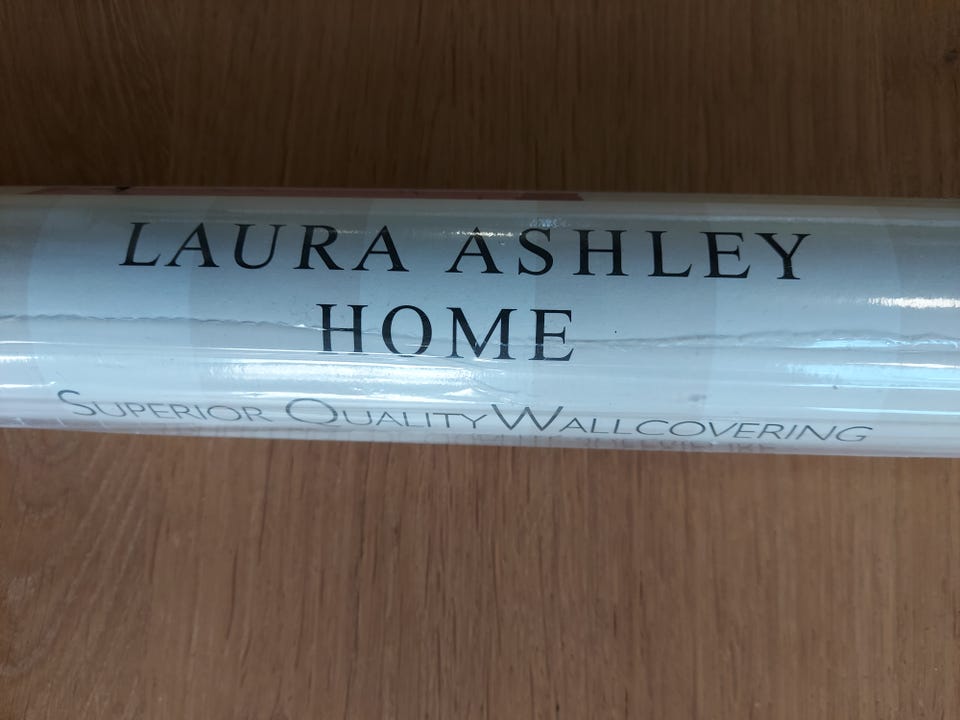 LAURA ASHLEY
HOME
SUPERIOR QUALITY WALLCOVERING